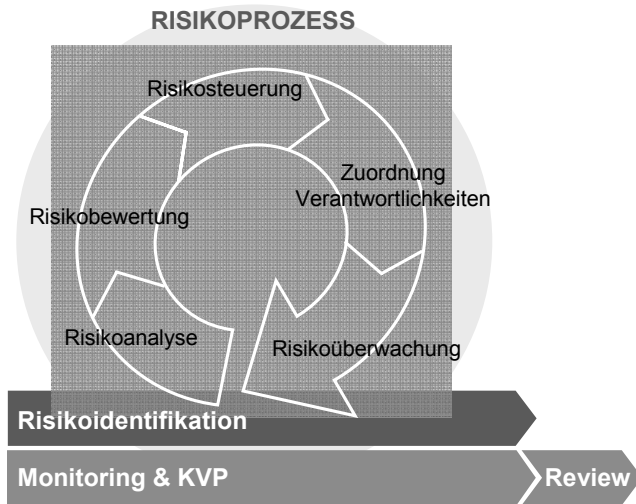 RISIKOPROZESS
Risikosteuerung
Zuordnung
Verantwortlichkeiten
Risikobewertung
Risikoanalyse
Risikoüberwachung
Risikoidentifikation
Monitoring & KVP
Review